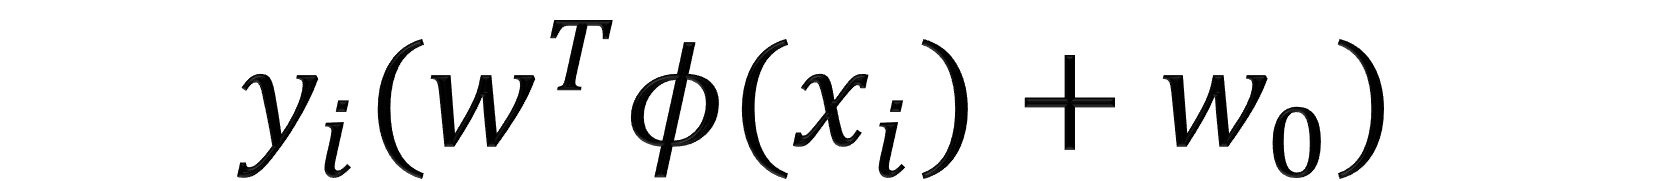 y_i(w^T ϕ(x_i) + w_0)